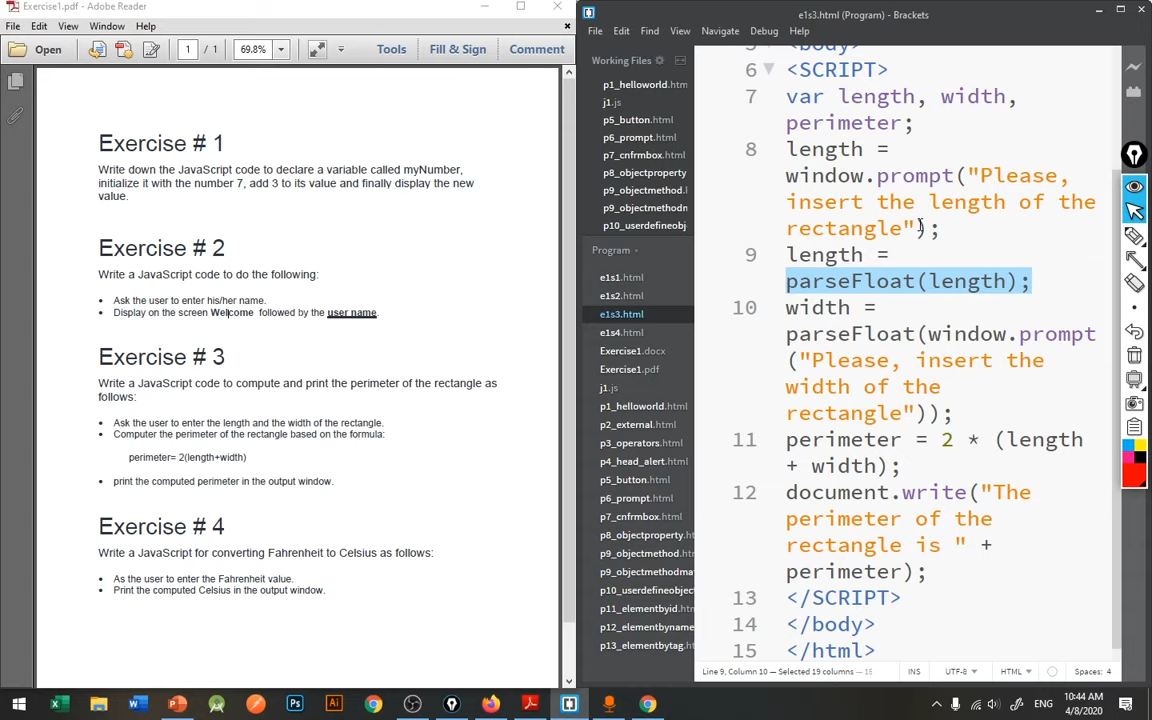 Exercise1.pdf - Adobe Reader
File Edit View Window Help
Open
1 / 1
69.8%
Tools Fill & Sign Comment
Exercise # 1
Write down the JavaScript code to declare a variable called myNumber,
initialize it with the number 7, add 3 to its value and finally display the new
value.
Exercise # 2
Write a JavaScript code to do the following:
• Ask the user to enter his/her name.
• Display on the screen Welcome followed by the user name.
Exercise # 3
Write a JavaScript code to compute and print the perimeter of the rectangle as
follows:
• Ask the user to enter the length and the width of the rectangle.
• Computer the perimeter of the rectangle based on the formula:
perimeter= 2(length+width)
• print the computed perimeter in the output window.
Exercise # 4
Write a JavaScript for converting Fahrenheit to Celsius as follows:
• As the user to enter the Fahrenheit value.
• Print the computed Celsius in the output window.
e1s3.html (Program) - Brackets
File Edit Find View Navigate Debug Help
Working Files
p1_helloworld.htm
j1.js
p5_button.html
p6_prompt.html
p7_cnfrmbox.html
p8_objectproperty
p9_objectmethod.l
p9_objectmethodn
p10_userdefineobj
Program
e1s1.html
e1s2.html
e1s3.html
e1s4.html
Exercise1.docx
Exercise1.pdf
j1.js
p1_helloworld.html
p2_external.html
p3_operators.html
p4_head_alert.html
p5_button.html
p6_prompt.html
p7_cnfrmbox.html
p8_objectproperty.html
p9_objectmethod.html
p9_objectmethodmat
p10_userdefineobj
p11_elementbyid.html
p12_elementbyname
p13_elementbytag.html
5 <body>
6 <SCRIPT>
7 var length, width,
perimeter;
8 length =
window.prompt("Please,
insert the length of the
rectangle");
9 length =
parseFloat(length);
10 width =
parseFloat(window.prompt
("Please, insert the
width of the
rectangle"));
11 perimeter = 2 * (length
+ width);
12 document.write("The
perimeter of the
rectangle is " +
perimeter);
13 </SCRIPT>
14 </body>
15 </html>
Line 9, Column 10 — Selected 19 columns — 15
INS UTF-8 HTML Spaces: 4
ENG
10:44 AM
4/8/2020